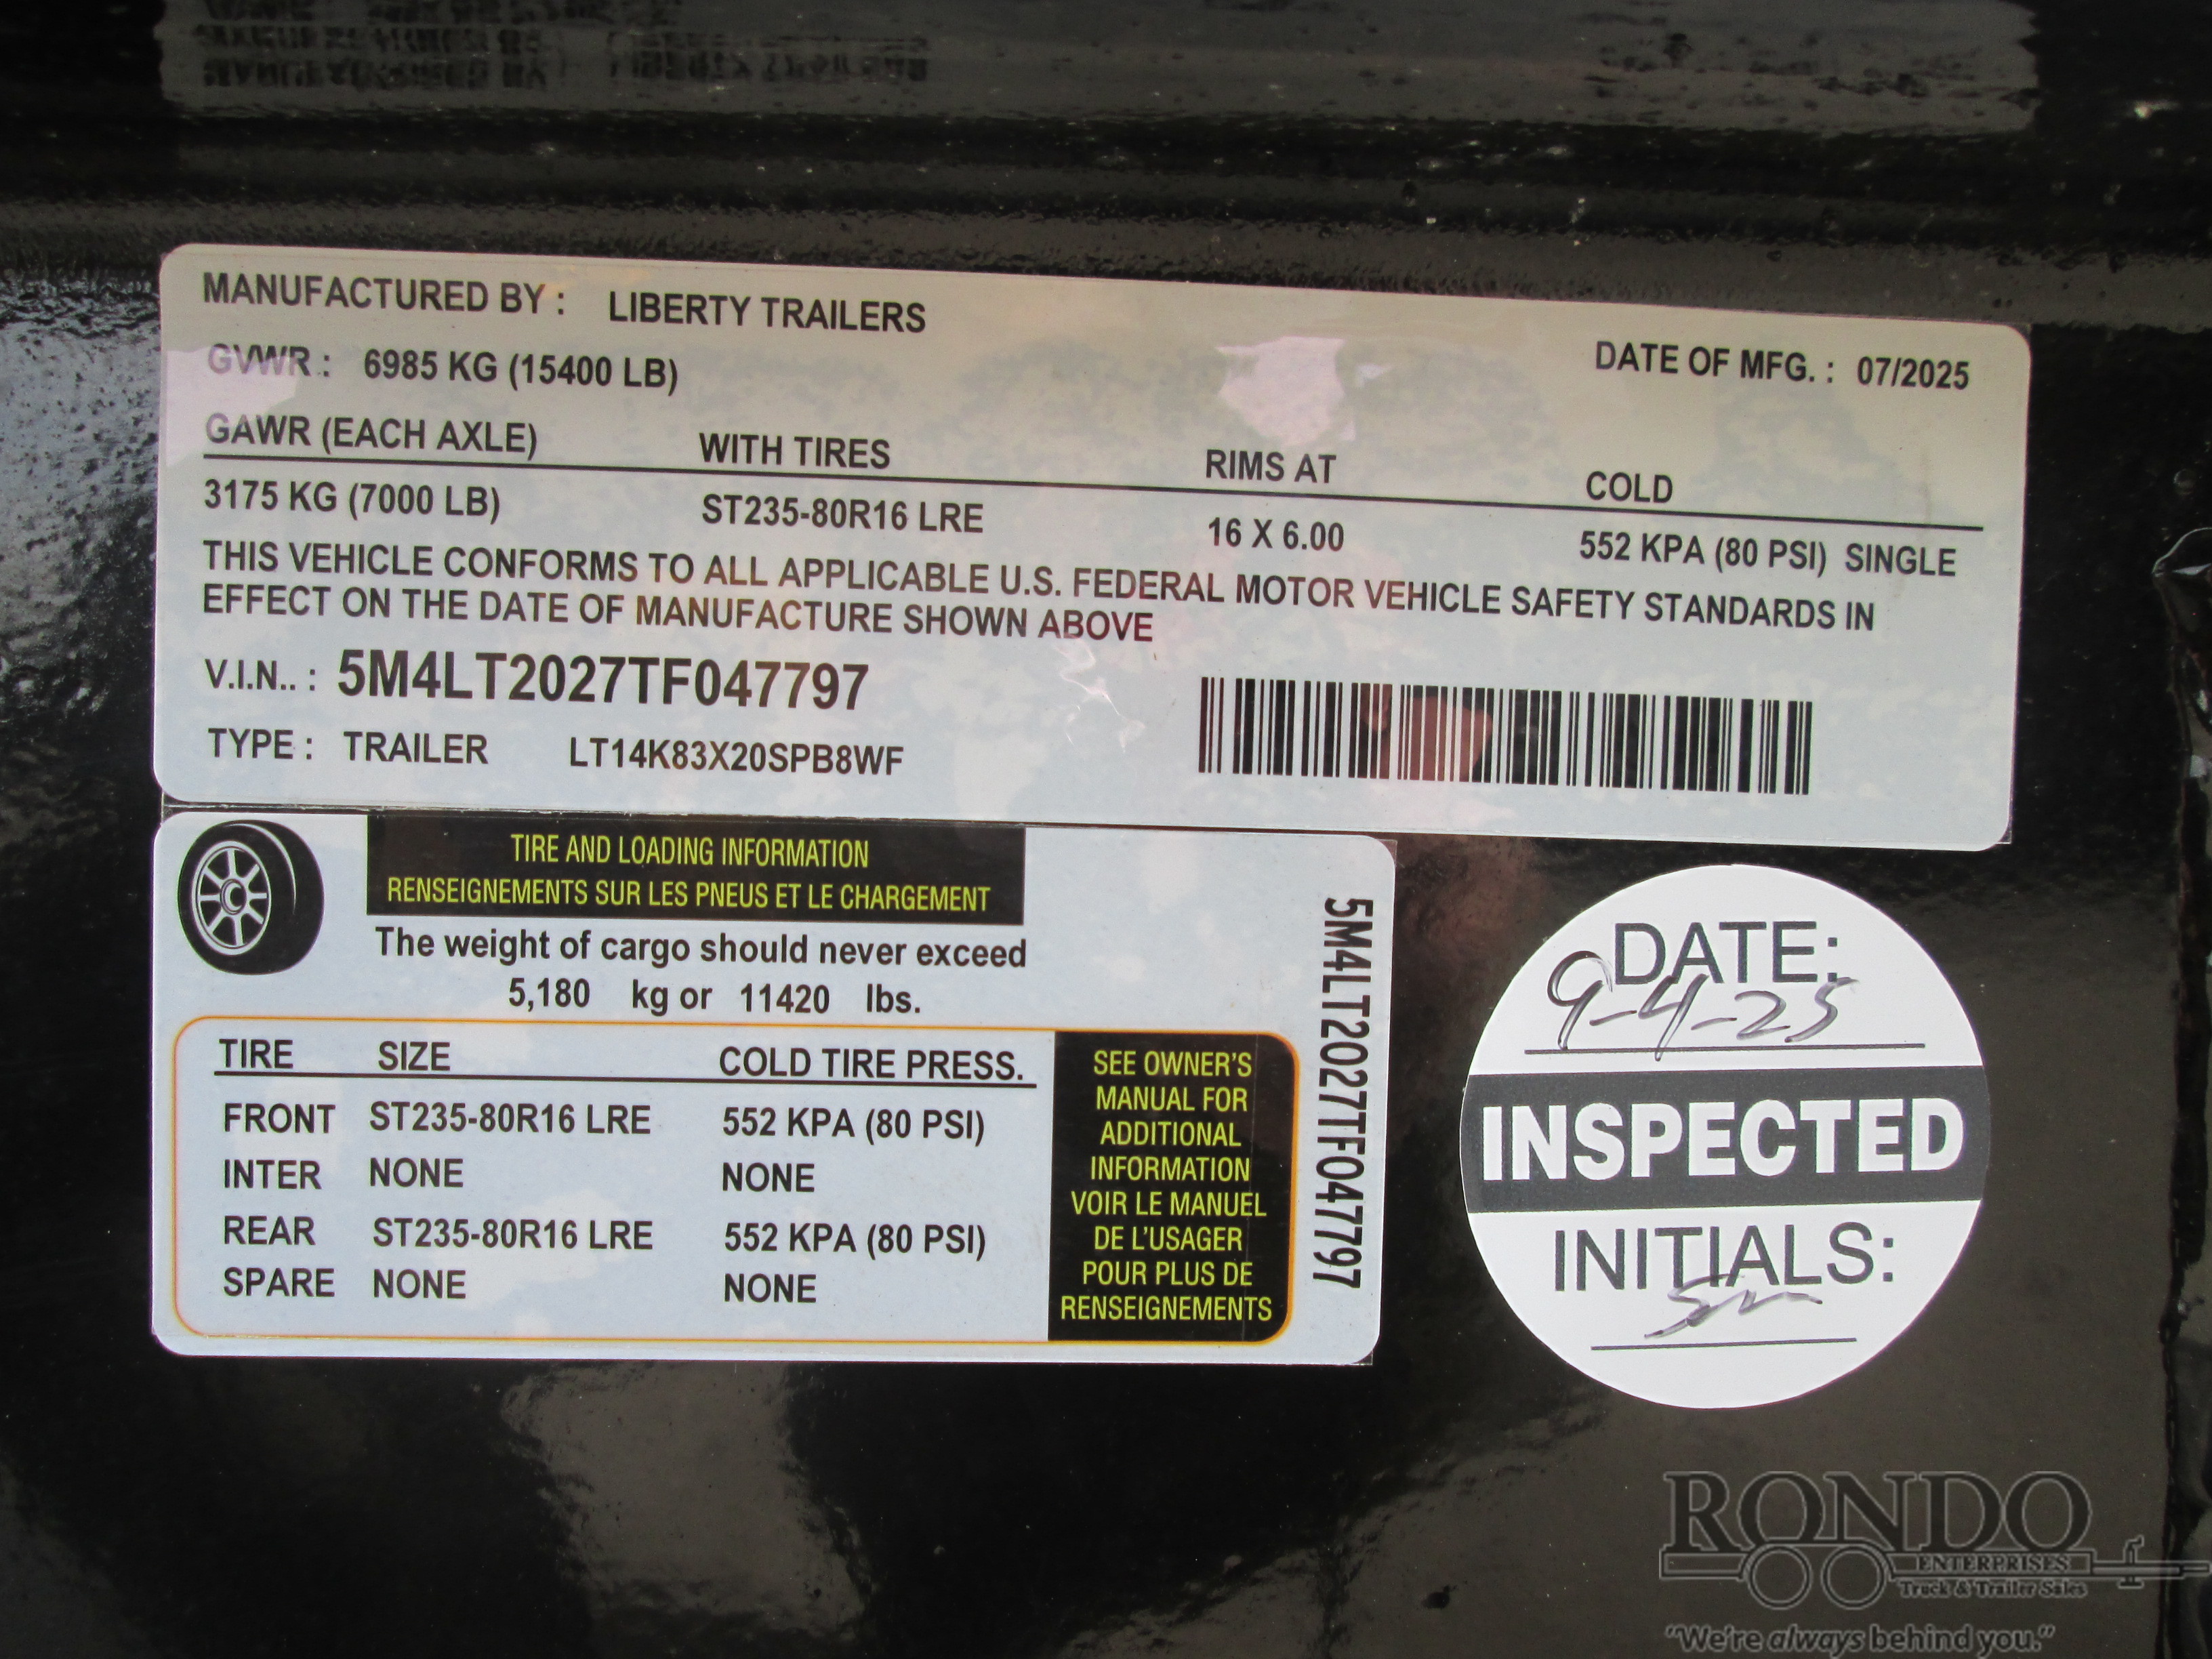 MANUFACTURED BY : LIBERTY TRAILERS
GVWR : 6985 KG (15400 LB) DATE OF MFG. : 07/2025
GAWR (EACH AXLE) WITH TIRES RIMS AT COLD
3175 KG (7000 LB) ST235-80R16 LRE 16 X 6.00 552 KPA (80 PSI) SINGLE
THIS VEHICLE CONFORMS TO ALL APPLICABLE U.S. FEDERAL MOTOR VEHICLE SAFETY STANDARDS IN
EFFECT ON THE DATE OF MANUFACTURE SHOWN ABOVE
V.I.N.. : 5M4LT2027TF047797
TYPE : TRAILER LT14K83X20SPB8WF
TIRE AND LOADING INFORMATION
RENSEIGNEMENTS SUR LES PNEUS ET LE CHARGEMENT
The weight of cargo should never exceed
5,180 kg or 11420 lbs.
TIRE SIZE COLD TIRE PRESS.
FRONT ST235-80R16 LRE 552 KPA (80 PSI)
INTER NONE NONE
REAR ST235-80R16 LRE 552 KPA (80 PSI)
SPARE NONE NONE
SEE OWNER'S
MANUAL FOR
ADDITIONAL
INFORMATION
VOIR LE MANUEL
DE L'USAGER
POUR PLUS DE
RENSEIGNEMENTS
5M4LT2027TF047797
DATE:
9-4-25
INSPECTED
INITIALS:
RONDO
ENTERPRISES
Truck & Trailer Sales
"We're always behind you."